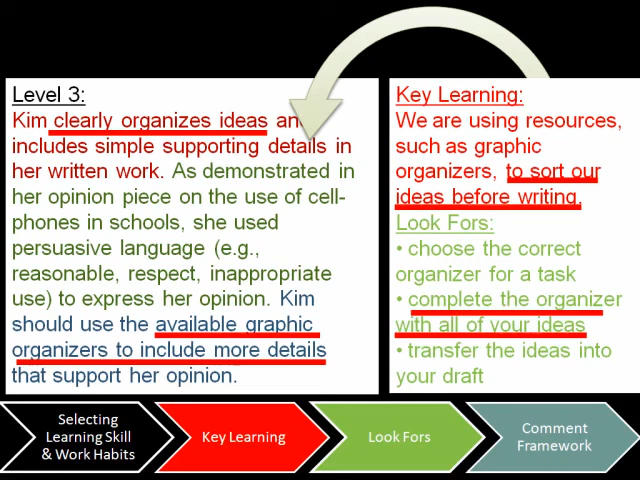 Level 3:
Kim clearly organizes ideas and
includes simple supporting details in
her written work. As demonstrated in
her opinion piece on the use of cell-
phones in schools, she used
persuasive language (e.g.,
reasonable, respect, inappropriate
use) to express her opinion. Kim
should use the available graphic
organizers to include more details
that support her opinion.
Key Learning:
We are using resources,
such as graphic
organizers, to sort our
ideas before writing.
Look Fors:
• choose the correct
organizer for a task
• complete the organizer
with all of your ideas
• transfer the ideas into
your draft
Selecting
Learning Skill
& Work Habits
Key Learning
Look Fors
Comment
Framework